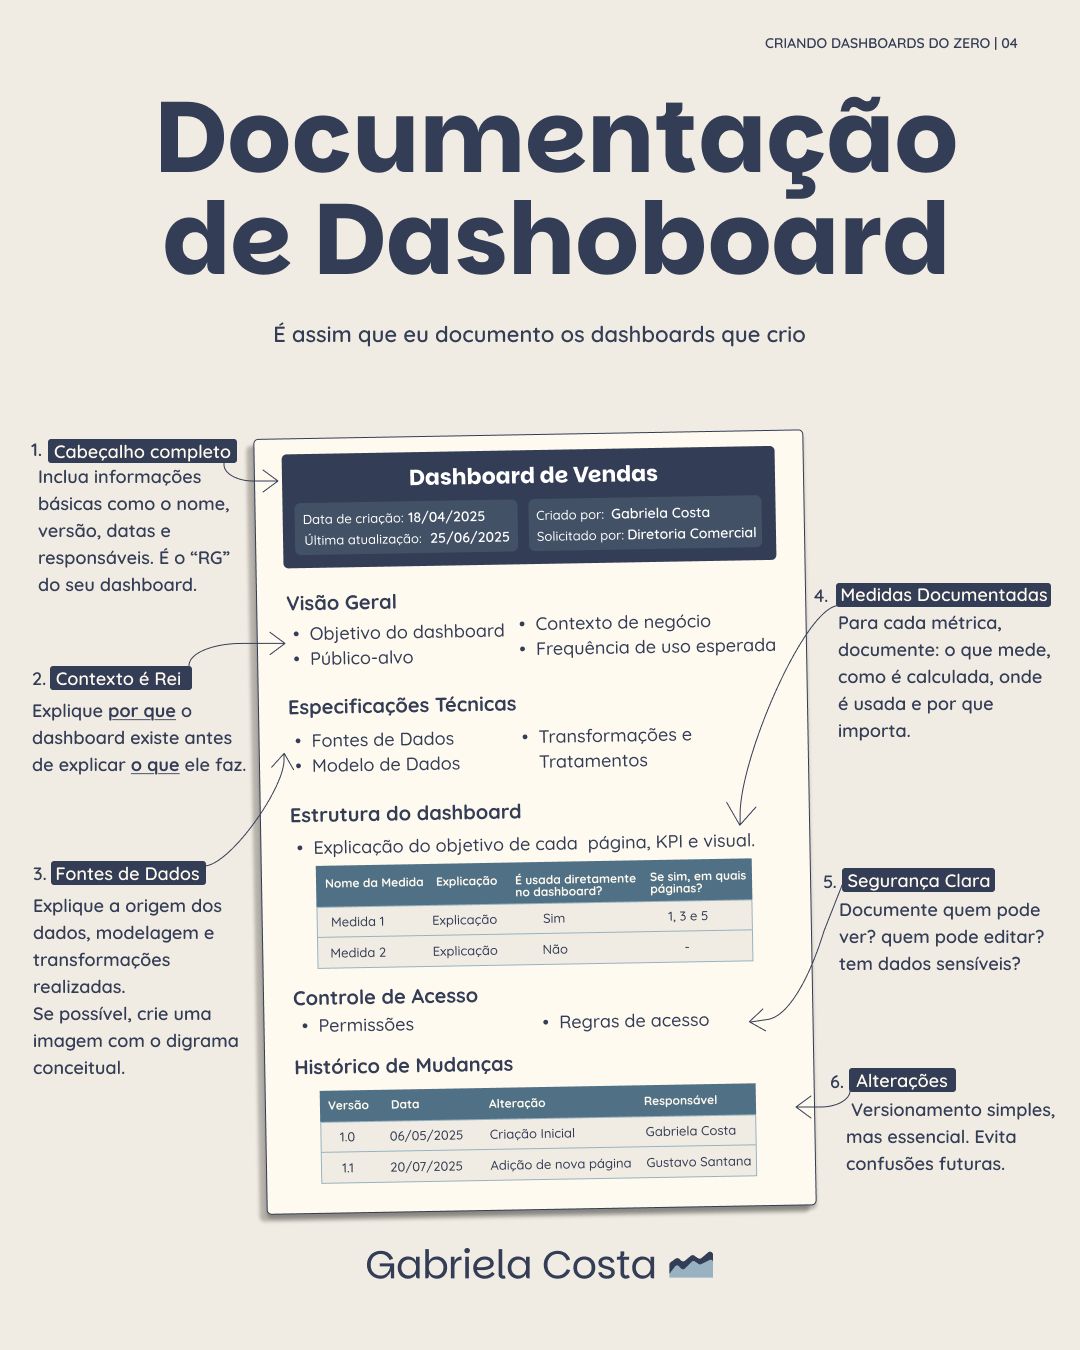 CRIANDO DASHBOARDS DO ZERO | 04
Documentação
de Dashoboard
É assim que eu documento os dashboards que crio
1. Cabeçalho completo
Inclua informações
básicas como o nome,
versão, datas e
responsáveis. É o “RG”
do seu dashboard.
2. Contexto é Rei
Explique por que o
dashboard existe antes
de explicar o que ele faz.
3. Fontes de Dados
Explique a origem dos
dados, modelagem e
transformações
realizadas.
Se possível, crie uma
imagem com o digrama
conceitual.
Dashboard de Vendas
Data de criação: 18/04/2025
Última atualização: 25/06/2025
Criado por: Gabriela Costa
Solicitado por: Diretoria Comercial
Visão Geral
• Objetivo do dashboard
• Público-alvo
• Contexto de negócio
• Frequência de uso esperada
Especificações Técnicas
• Fontes de Dados
• Modelo de Dados
• Transformações e
Tratamentos
Estrutura do dashboard
• Explicação do objetivo de cada página, KPI e visual.
Nome da Medida Explicação É usada diretamente no dashboard? Se sim, em quais páginas?
Medida 1 Explicação Sim 1, 3 e 5
Medida 2 Explicação Não -
Controle de Acesso
• Permissões • Regras de acesso
Histórico de Mudanças
Versão Data Alteração Responsável
1.0 06/05/2025 Criação Inicial Gabriela Costa
1.1 20/07/2025 Adição de nova página Gustavo Santana
4. Medidas Documentadas
Para cada métrica,
documente: o que mede,
como é calculada, onde
é usada e por que
importa.
5. Segurança Clara
Documente quem pode
ver? quem pode editar?
tem dados sensíveis?
6. Alterações
Versionamento simples,
mas essencial. Evita
confusões futuras.
Gabriela Costa